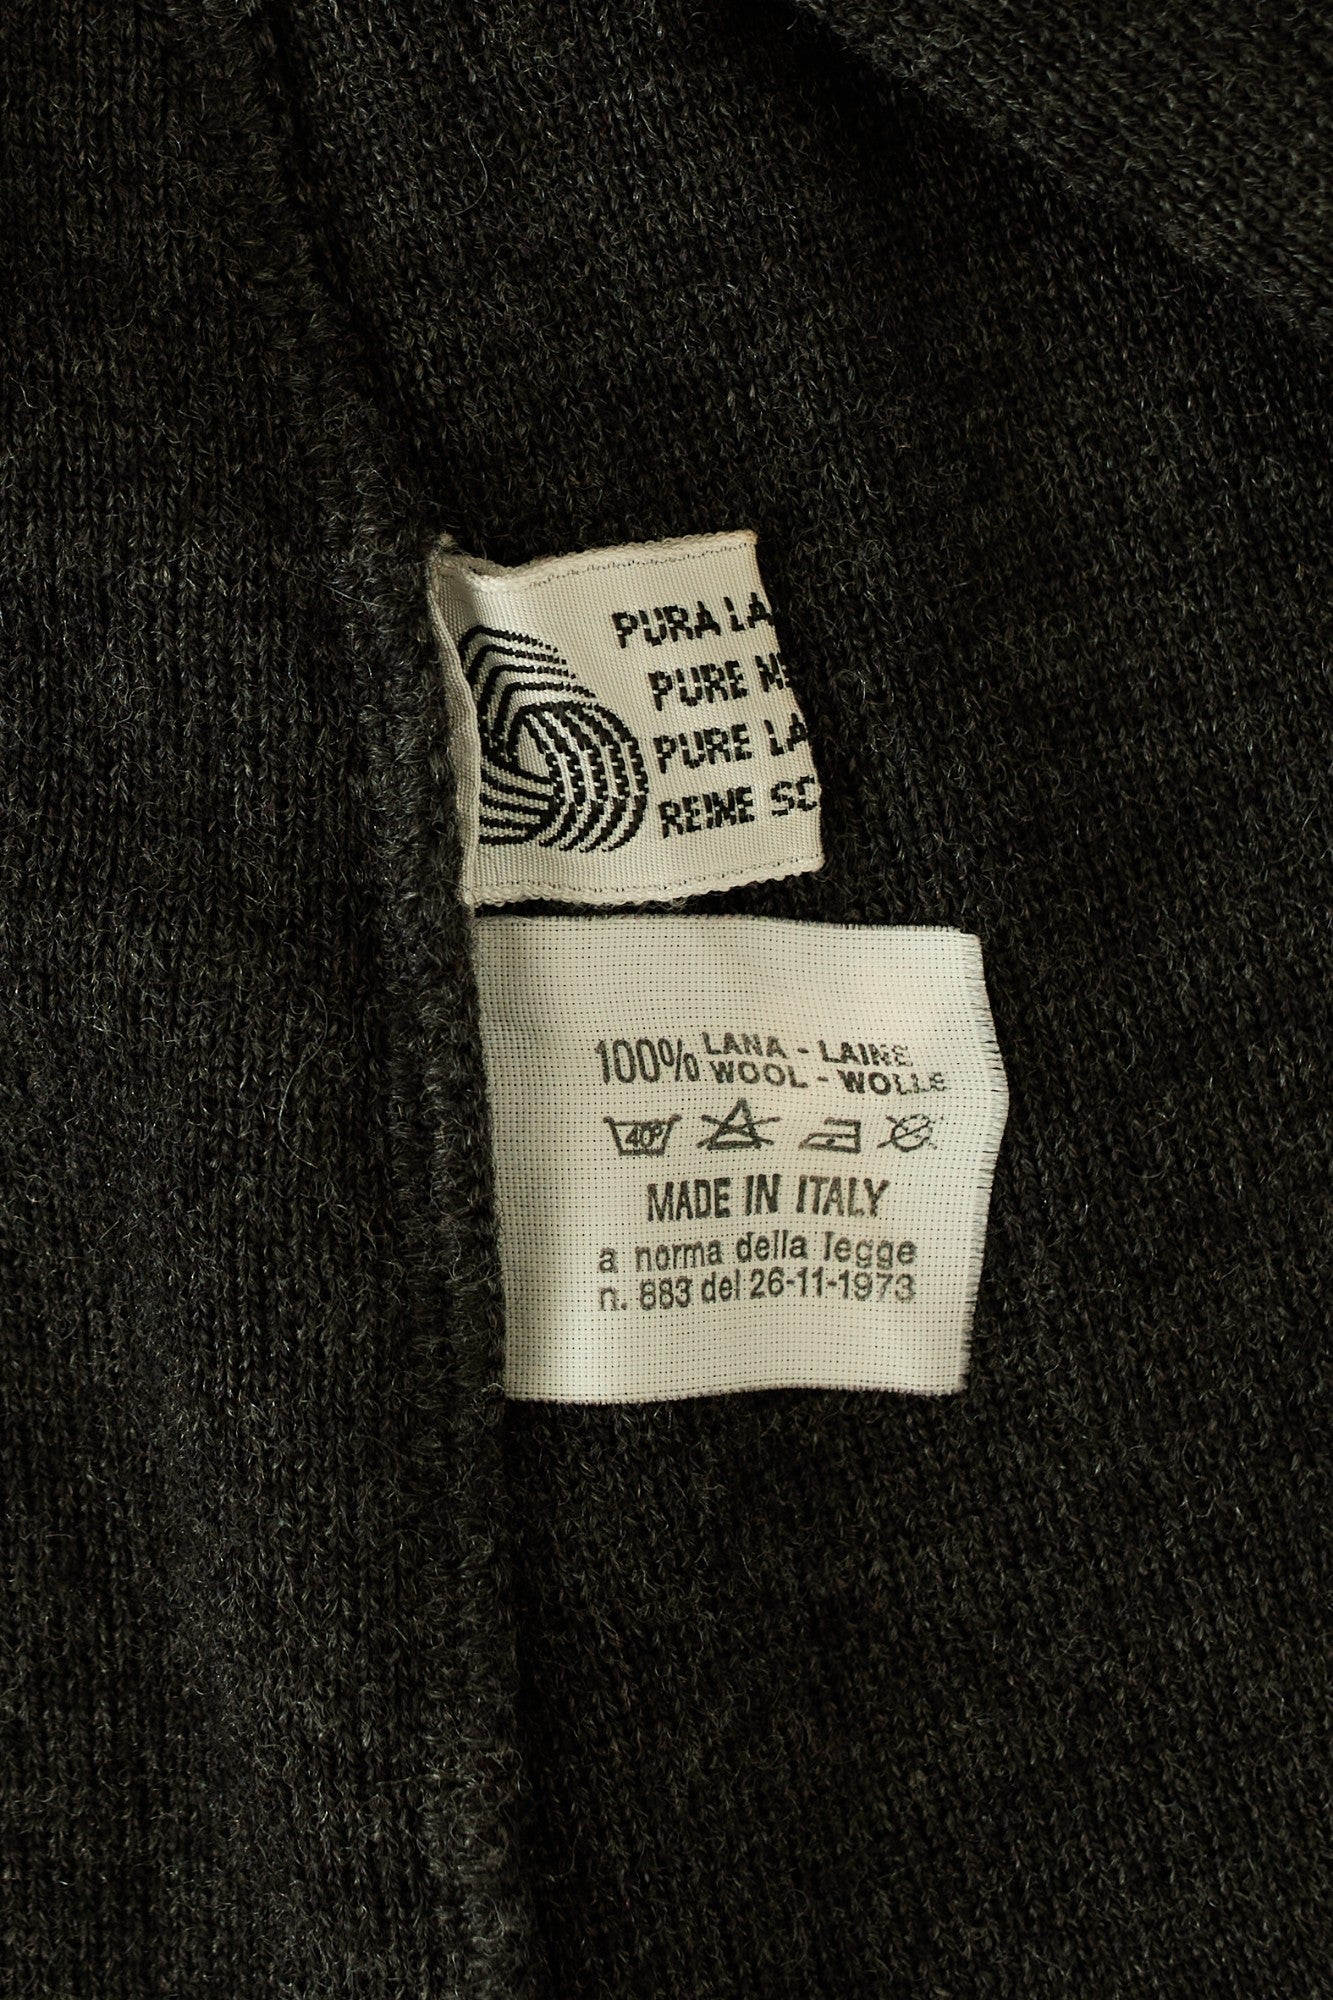 PURA LA
PURE NE
PURE LA
REINE SC
100% LANA - LAINE
WOOL - WOLLE
40°
MADE IN ITALY
a norma della legge
n. 883 del 26-11-1973